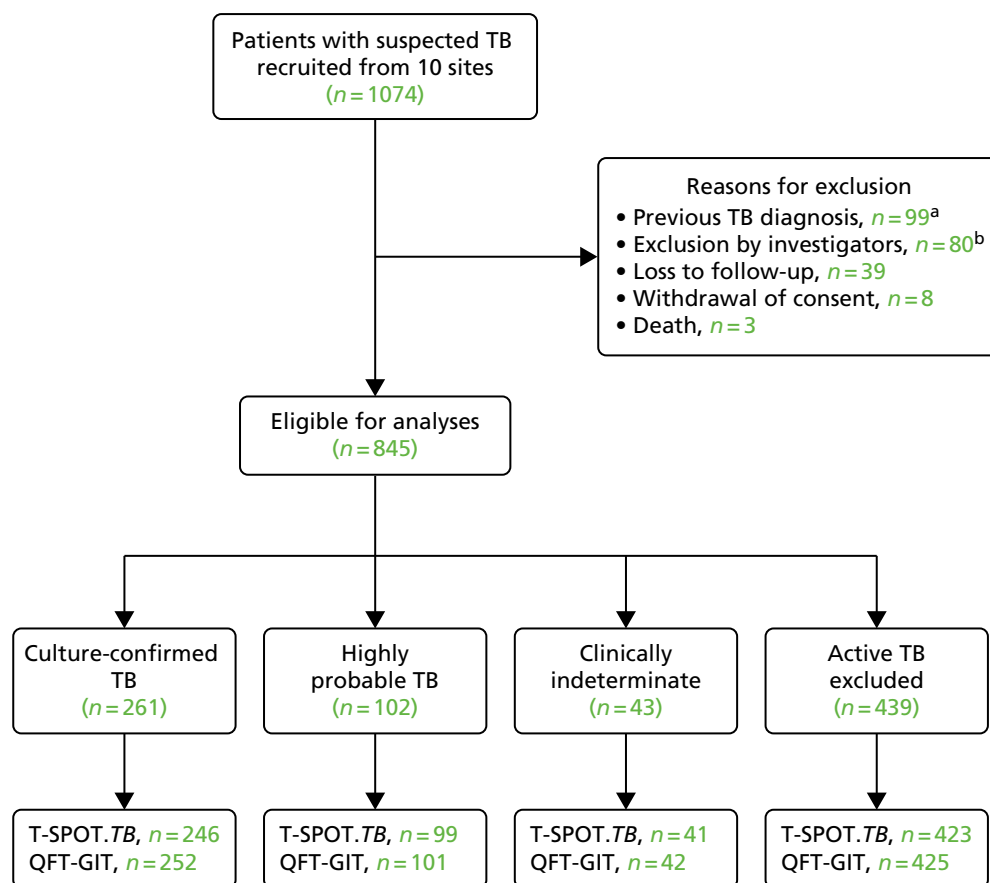 Patients with suspected TB
recruited from 10 sites
(n=1074)
Reasons for exclusion
• Previous TB diagnosis, n=99ᵃ
• Exclusion by investigators, n=80ᵇ
• Loss to follow-up, n=39
• Withdrawal of consent, n=8
• Death, n=3
Eligible for analyses
(n=845)
Culture-confirmed
TB
(n=261)
Highly
probable TB
(n=102)
Clinically
indeterminate
(n=43)
Active TB
excluded
(n=439)
T-SPOT.TB, n=246
QFT-GIT, n=252
T-SPOT.TB, n=99
QFT-GIT, n=101
T-SPOT.TB, n=41
QFT-GIT, n=42
T-SPOT.TB, n=423
QFT-GIT, n=425